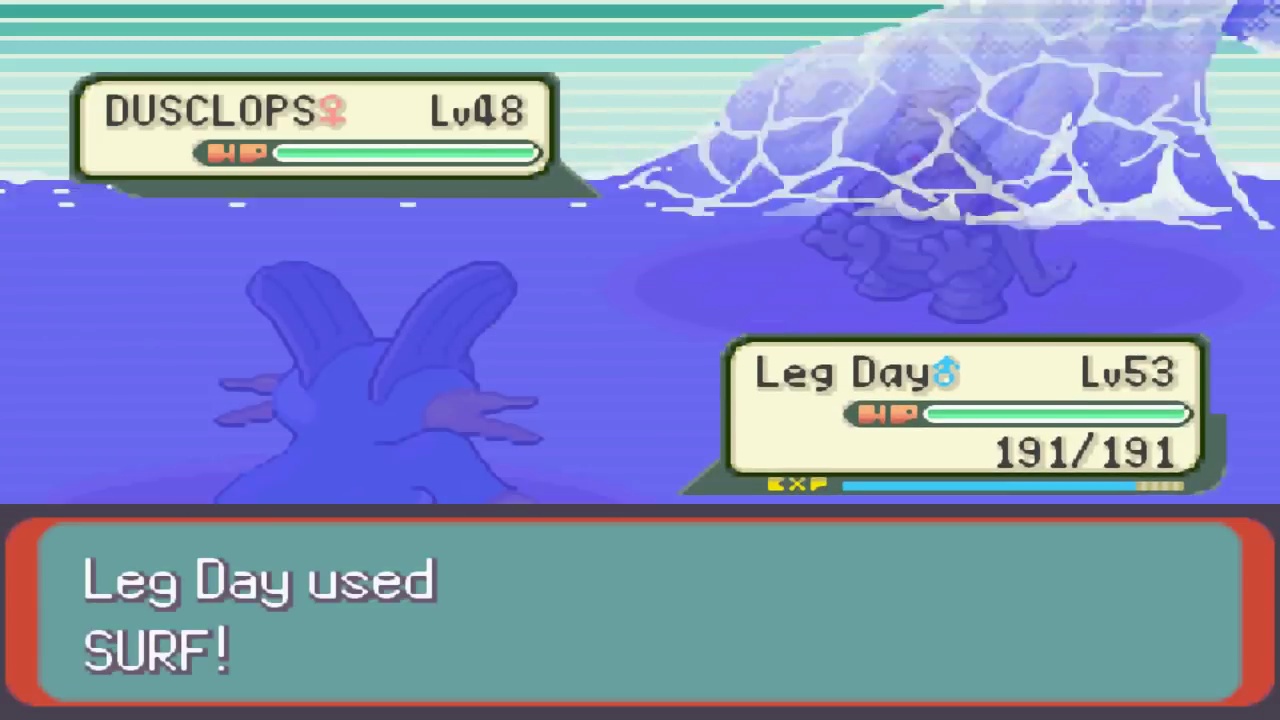 DUSCLOPS♀ Lv48
HP
Leg Day♂ Lv53
HP
191/191
EXP
Leg Day used
SURF!